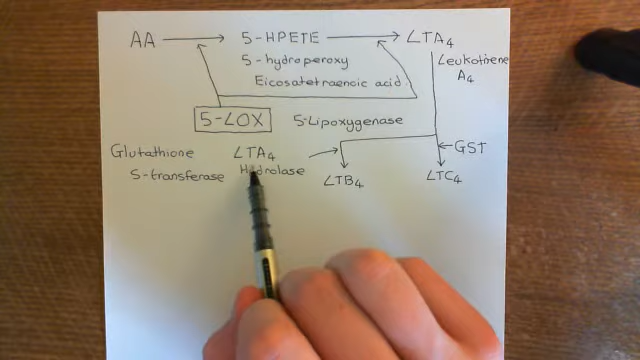 AA 5-HPETE LTA4
5-hydroperoxy Leukotriene
A4
Eicosatetraenoic acid
5-LOX 5-Lipoxygenase
Glutathione LTA4 GST
S-transferase Hydrolase LTB4 LTC4